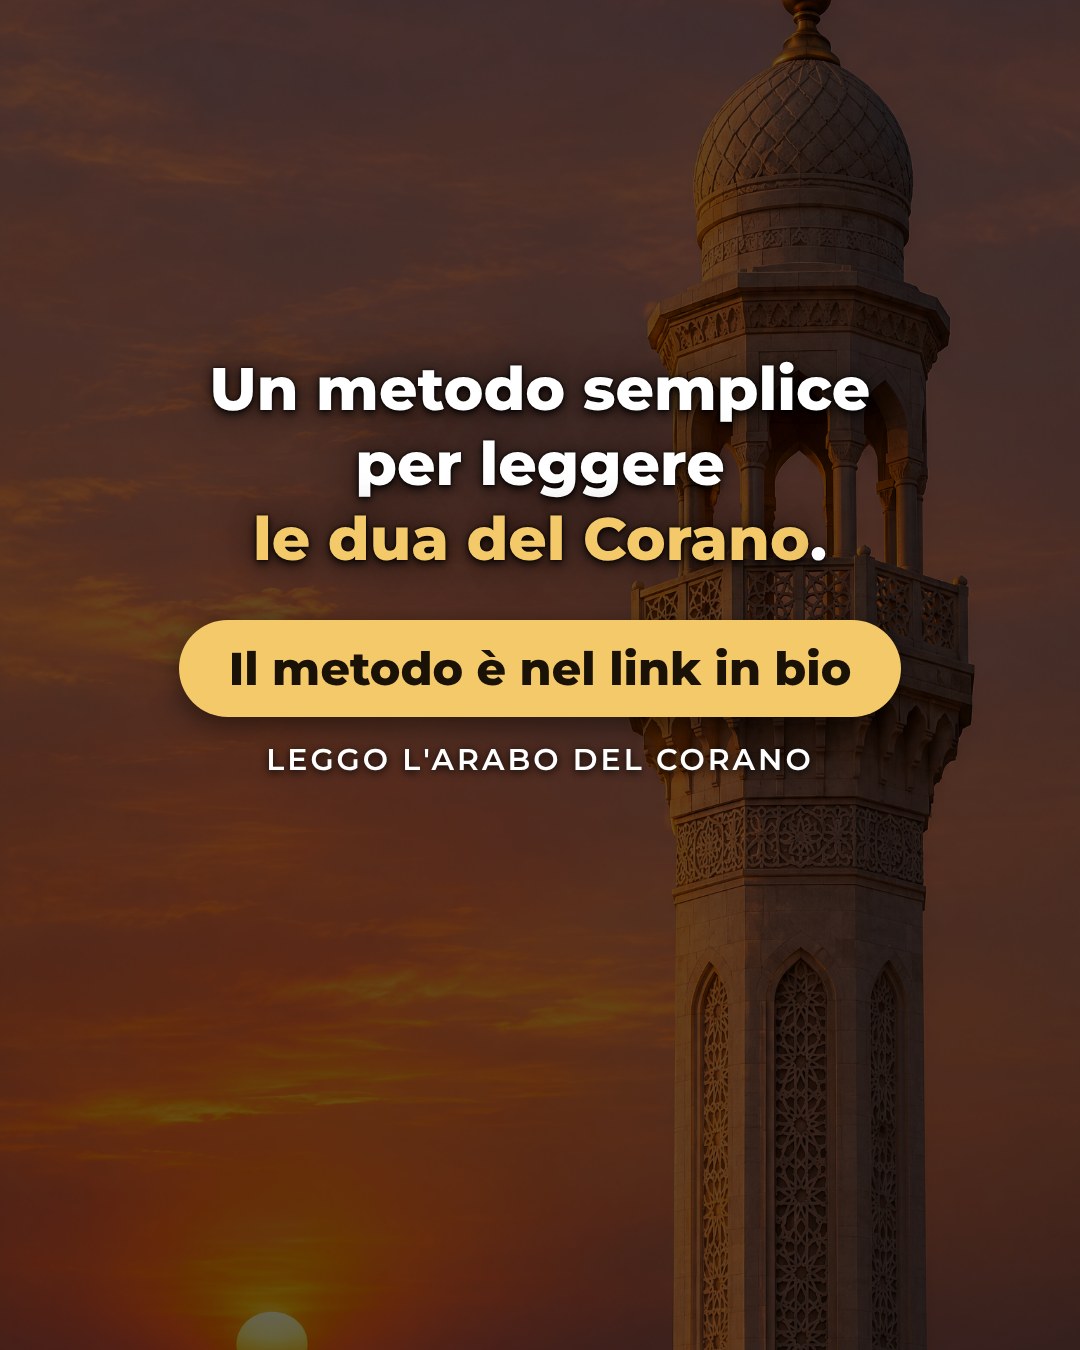 Un metodo semplice
per leggere
le dua del Corano.
Il metodo è nel link in bio
LEGGO L'ARABO DEL CORANO